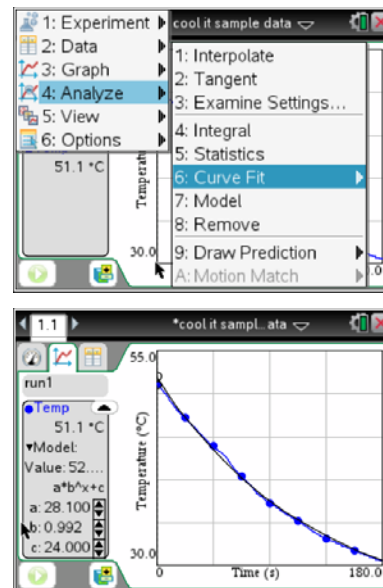 1: Experiment
2: Data
3: Graph
4: Analyze
5: View
6: Options
cool it sample data
1: Interpolate
2: Tangent
3: Examine Settings...
4: Integral
5: Statistics
6: Curve Fit
7: Model
8: Remove
9: Draw Prediction
A: Motion Match
51.1 °C
30.0
1.1
*cool it sampl...ata
run1
Temp
51.1 °C
▾Model:
Value: 52....
a*b^x+c
a: 28.100
b: 0.992
c: 24.000
55.0
Temperature (°C)
30.0
0
Time (s)
180.0